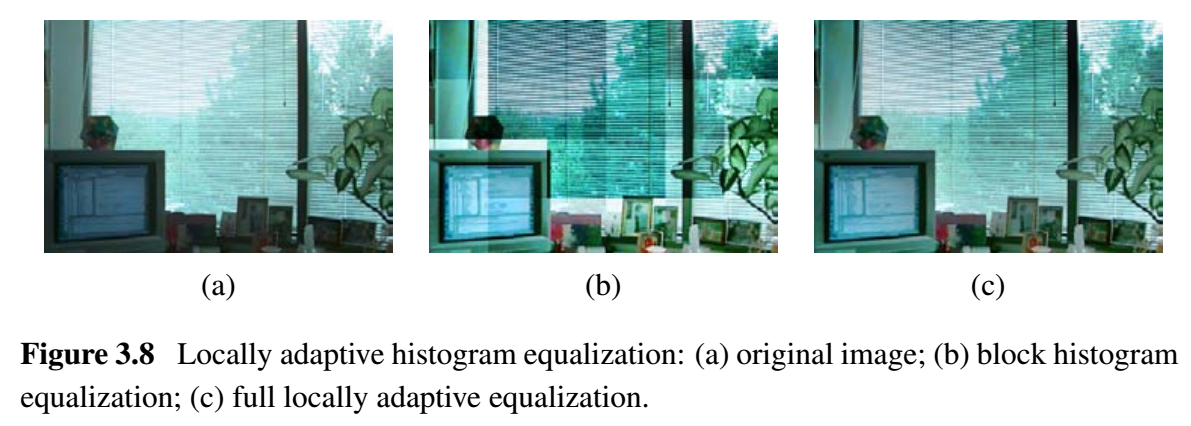 (a)
(b)
(c)
Figure 3.8 Locally adaptive histogram equalization: (a) original image; (b) block histogram
equalization; (c) full locally adaptive equalization.